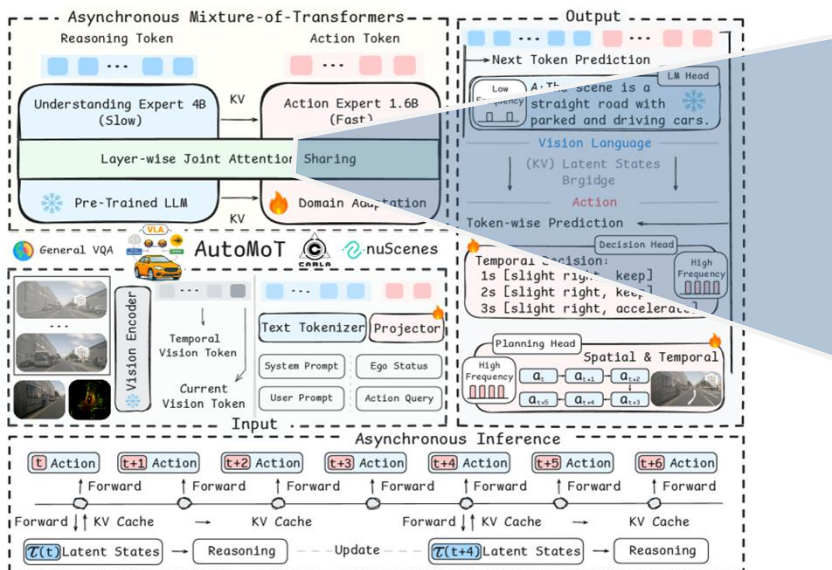 Asynchronous Mixture-of-Transformers
Reasoning Token
Action Token
Understanding Expert 4B
(Slow)
KV
Action Expert 1.6B
(Fast)
Layer-wise Joint Attention Sharing
Pre-Trained LLM
KV
Domain Adaptation
General VQA
VLA
AutoMoT
CARLA
nuScenes
Vision Encoder
Temporal
Vision Token
Current
Vision Token
Text Tokenizer
Projector
System Prompt
Ego Status
User Prompt
Action Query
Input
Output
Next Token Prediction
LM Head
Low
Frequency
A:The scene is a
straight road with
parked and driving cars.
Vision Language
(KV) Latent States
Brgidge
Action
Token-wise Prediction
Decision Head
Temporal Decision:
1s [slight right, keep]
2s [slight right, keep]
3s [slight right, accelerate]
High
Frequency
Planning Head
Spatial & Temporal
High
Frequency
at
at+1
at+2
at+5
at+4
at+3
Asynchronous Inference
t Action
t+1 Action
t+2 Action
t+3 Action
t+4 Action
t+5 Action
t+6 Action
Forward
Forward
Forward
Forward
Forward
Forward
Forward
Forward
KV Cache
KV Cache
Forward
KV Cache
KV Cache
τ(t) Latent States
Reasoning
Update
τ(t+4) Latent States
Reasoning